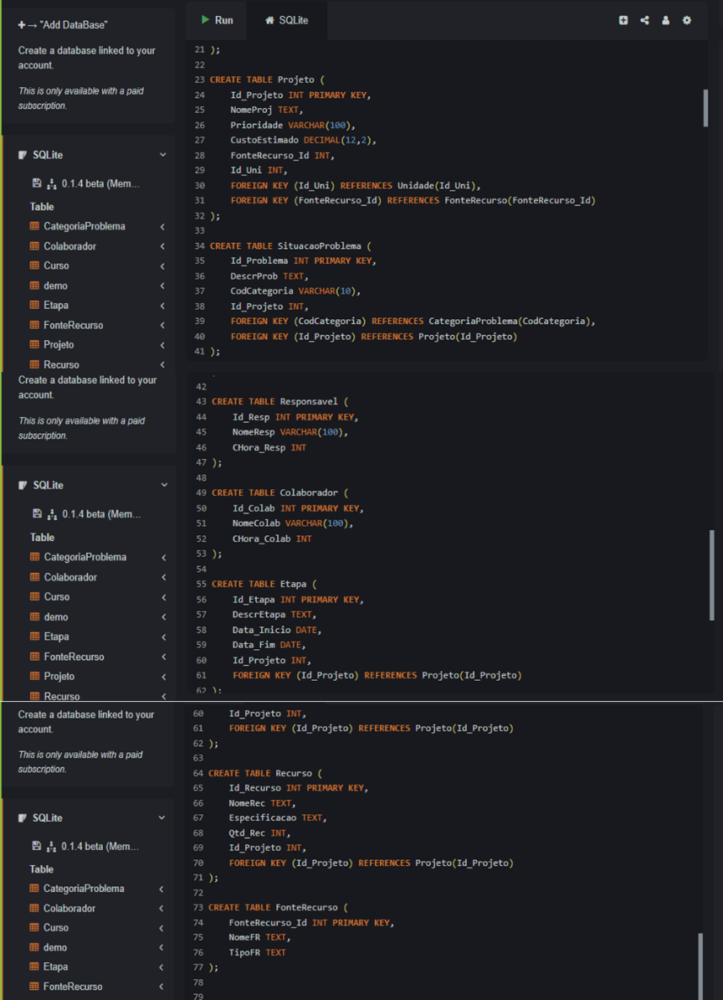 + → "Add DataBase"
Create a database linked to your
account.
This is only available with a paid
subscription.
SQLite
0.1.4 beta (Mem...
Table
CategoriaProblema
Colaborador
Curso
demo
Etapa
FonteRecurso
Projeto
Recurso
Run
SQLite
21 );
22
23 CREATE TABLE Projeto (
24 Id_Projeto INT PRIMARY KEY,
25 NomeProj TEXT,
26 Prioridade VARCHAR(100),
27 CustoEstimado DECIMAL(12,2),
28 FonteRecurso_Id INT,
29 Id_Uni INT,
30 FOREIGN KEY (Id_Uni) REFERENCES Unidade(Id_Uni),
31 FOREIGN KEY (FonteRecurso_Id) REFERENCES FonteRecurso(FonteRecurso_Id)
32 );
33
34 CREATE TABLE SituacaoProblema (
35 Id_Problema INT PRIMARY KEY,
36 DescrProb TEXT,
37 CodCategoria VARCHAR(10),
38 Id_Projeto INT,
39 FOREIGN KEY (CodCategoria) REFERENCES CategoriaProblema(CodCategoria),
40 FOREIGN KEY (Id_Projeto) REFERENCES Projeto(Id_Projeto)
41 );
Create a database linked to your
account.
This is only available with a paid
subscription.
SQLite
0.1.4 beta (Mem...
Table
CategoriaProblema
Colaborador
Curso
demo
Etapa
FonteRecurso
Projeto
Recurso
42
43 CREATE TABLE Responsavel (
44 Id_Resp INT PRIMARY KEY,
45 NomeResp VARCHAR(100),
46 CHora_Resp INT
47 );
48
49 CREATE TABLE Colaborador (
50 Id_Colab INT PRIMARY KEY,
51 NomeColab VARCHAR(100),
52 CHora_Colab INT
53 );
54
55 CREATE TABLE Etapa (
56 Id_Etapa INT PRIMARY KEY,
57 DescrEtapa TEXT,
58 Data_Inicio DATE,
59 Data_Fim DATE,
60 Id_Projeto INT,
61 FOREIGN KEY (Id_Projeto) REFERENCES Projeto(Id_Projeto)
62 );
Create a database linked to your
account.
This is only available with a paid
subscription.
SQLite
0.1.4 beta (Mem...
Table
CategoriaProblema
Colaborador
Curso
demo
Etapa
FonteRecurso
60 Id_Projeto INT,
61 FOREIGN KEY (Id_Projeto) REFERENCES Projeto(Id_Projeto)
62 );
63
64 CREATE TABLE Recurso (
65 Id_Recurso INT PRIMARY KEY,
66 NomeRec TEXT,
67 Especificacao TEXT,
68 Qtd_Rec INT,
69 Id_Projeto INT,
70 FOREIGN KEY (Id_Projeto) REFERENCES Projeto(Id_Projeto)
71 );
72
73 CREATE TABLE FonteRecurso (
74 FonteRecurso_Id INT PRIMARY KEY,
75 NomeFR TEXT,
76 TipoFR TEXT
77 );
78
79